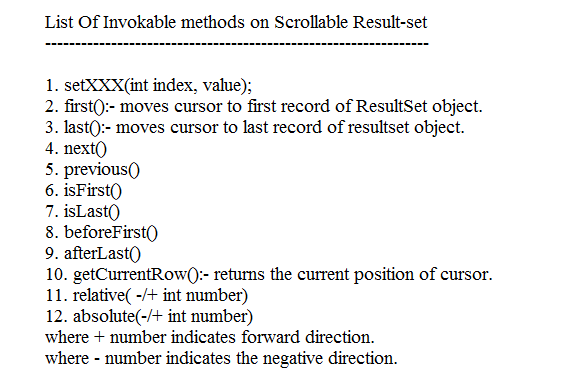 List Of Invokable methods on Scrollable Result-set
----------------------------------------------------------------
1. setXXX(int index, value);
2. first():- moves cursor to first record of ResultSet object.
3. last():- moves cursor to last record of resultset object.
4. next()
5. previous()
6. isFirst()
7. isLast()
8. beforeFirst()
9. afterLast()
10. getCurrentRow():- returns the current position of cursor.
11. relative( -/+ int number)
12. absolute(-/+ int number)
where + number indicates forward direction.
where - number indicates the negative direction.